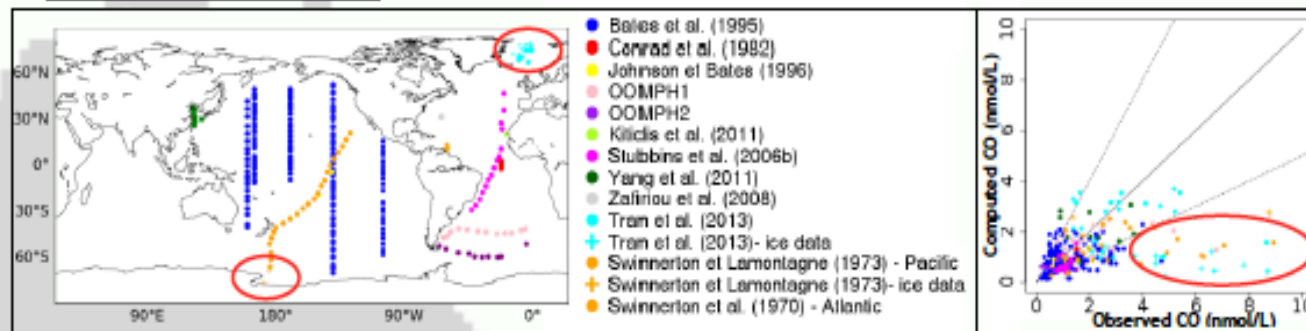 60°N
30°N
0°
30°S
60°S
90°E
180°
90°W
0°
Bates et al. (1995)
Conrad et al. (1982)
Johnson et Bates (1996)
OOMPH1
OOMPH2
Kitidis et al. (2011)
Stubbins et al. (2006b)
Yang et al. (2011)
Zafiriou et al. (2008)
Tram et al. (2013)
Tram et al. (2013)- ice data
Swinnerton et Lamontagne (1973) - Pacific
Swinnerton et Lamontagne (1973)- ice data
Swinnerton et al. (1970) - Atlantic
Computed CO (nmol/L)
10
8
6
4
2
0
0
2
4
6
8
10
Observed CO (nmol/L)